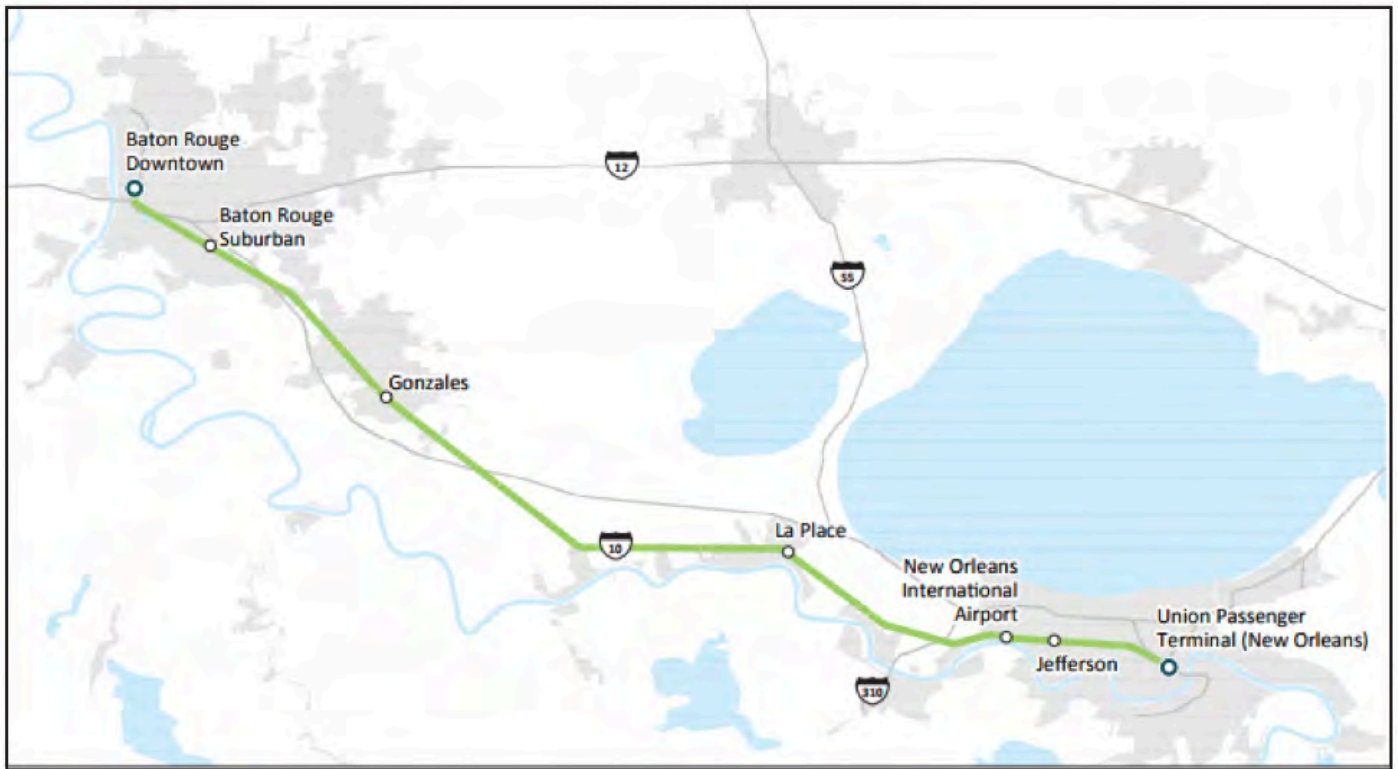 Baton Rouge
Downtown
12
Baton Rouge
Suburban
55
Gonzales
La Place
10
New Orleans
International
Airport
Union Passenger
Terminal (New Orleans)
Jefferson
310